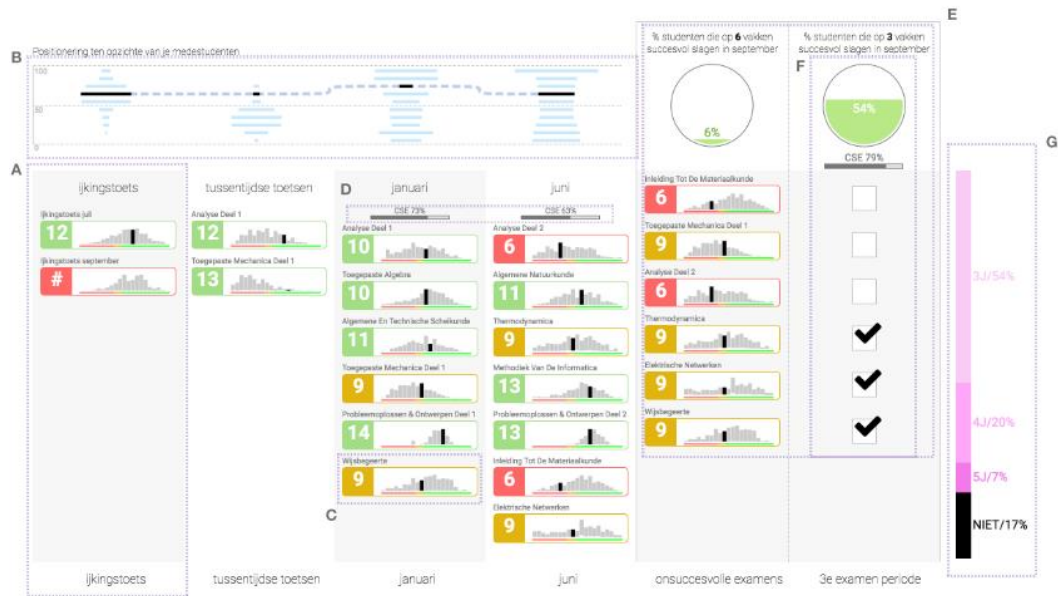 E
% studenten die op 6 vakken
succesvol slagen in september
% studenten die op 3 vakken
succesvol slagen in september
B
Positionering ten opzichte van je medestudenten
F
100
50
0
6%
54%
CSE 79%
G
A
ijkingstoets
tussentijdse toetsen
D
januari
juni
CSE 73%
CSE 63%
Ijkingstoets juli
12
Ijkingstoets september
#
Analyse Deel 1
12
Toegepaste Mechanica Deel 1
13
Analyse Deel 1
10
Toegepaste Algebra
10
Algemene En Technische Scheikunde
11
Toegepaste Mechanica Deel 1
9
Probleemoplossen & Ontwerpen Deel 1
14
Wijsbegeerte
9
C
Analyse Deel 2
6
Algemene Natuurkunde
11
Thermodynamica
9
Methodiek Van De Informatica
13
Probleemoplossen & Ontwerpen Deel 2
13
Inleiding Tot De Materiaalkunde
6
Elektrische Netwerken
9
Inleiding Tot De Materiaalkunde
6
Toegepaste Mechanica Deel 1
9
Analyse Deel 2
6
Thermodynamica
9
Elektrische Netwerken
9
Wijsbegeerte
9
3J/54%
4J/20%
5J/7%
NIET/17%
ijkingstoets
tussentijdse toetsen
januari
juni
onsuccesvolle examens
3e examen periode